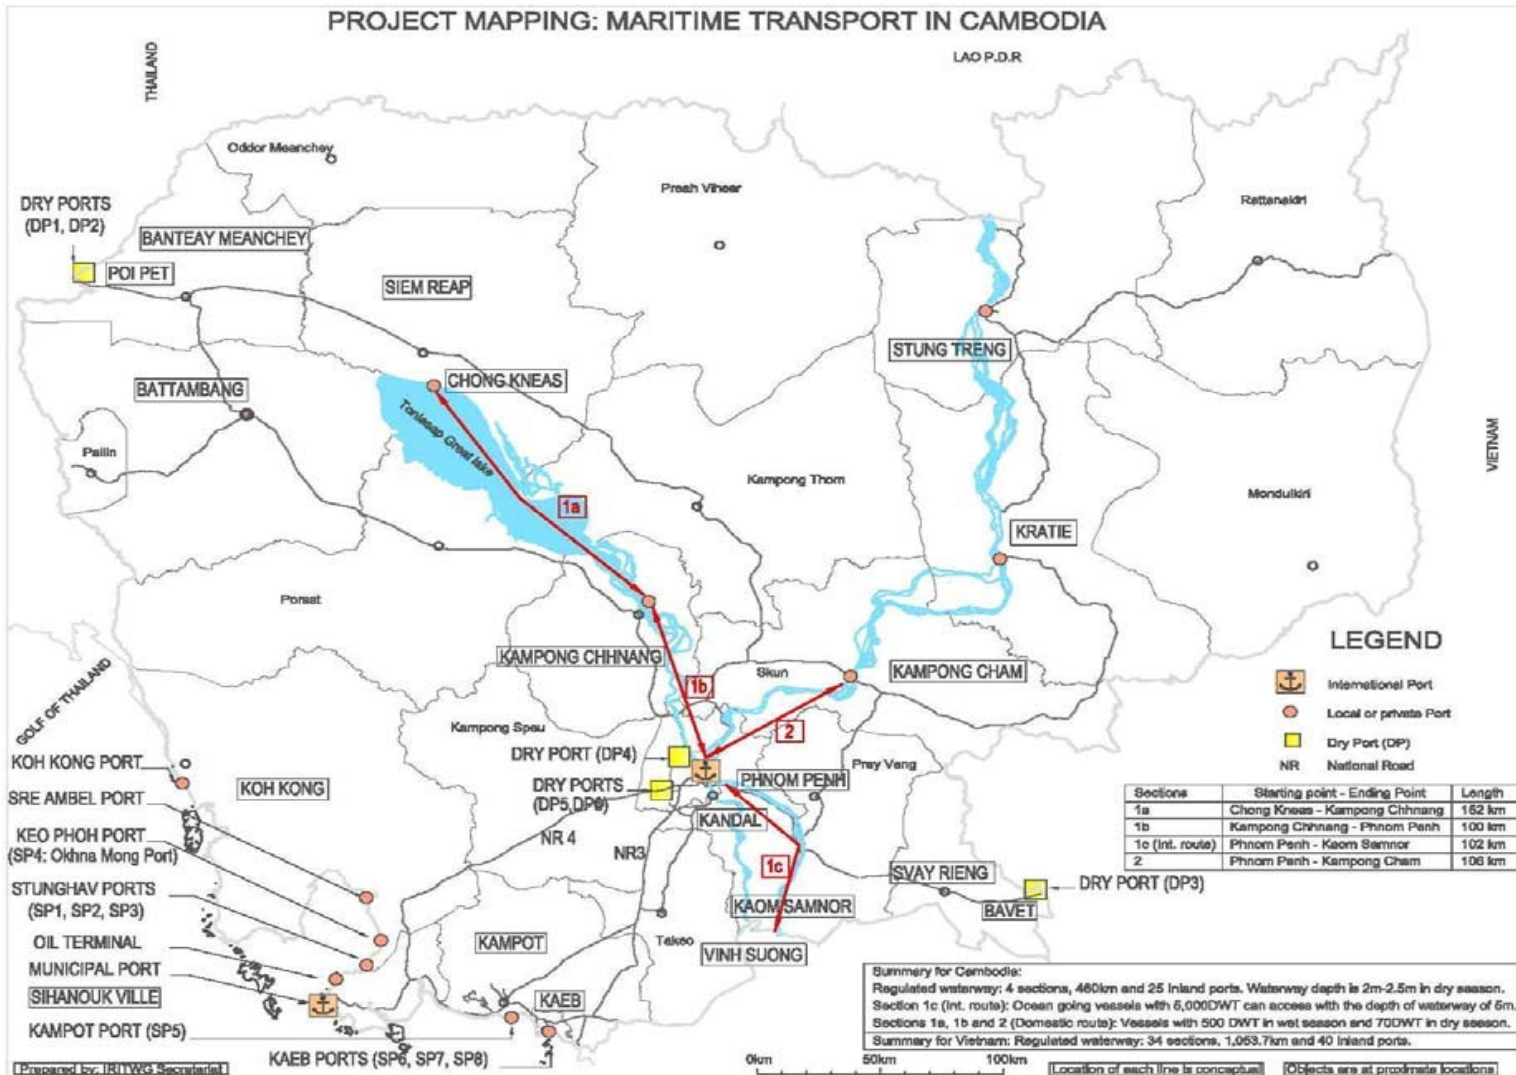 PROJECT MAPPING: MARITIME TRANSPORT IN CAMBODIA
THAILAND
LAO P.D.R
Oddor Meanchey
Preah Vihear
Rattanakiri
DRY PORTS
(DP1, DP2)
BANTEAY MEANCHEY
POI PET
SIEM REAP
STUNG TRENG
CHONG KNEAS
BATTAMBANG
Tonlesap Great lake
Pailin
VIETNAM
Kampong Thom
Mondulkiri
1a
KRATIE
Porsat
LEGEND
KAMPONG CHHNANG
Skun
KAMPONG CHAM
International Port
1b
GOLF OF THAILAND
Local or private Port
Kampong Speu
2
DRY PORT (DP4)
Dry Port (DP)
KOH KONG PORT
Prey Veng
NR National Road
PHNOM PENH
DRY PORTS
(DP5,DP6)
KOH KONG
SRE AMBEL PORT
KANDAL
KEO PHOH PORT
(SP4: Okhna Mong Port)
NR 4
NR3
1c
Sections Starting point - Ending Point Length
1a Chong Kneas - Kampong Chhnang 152 km
1b Kampong Chhnang - Phnom Penh 100 km
1c (Int. route) Phnom Penh - Kaom Samnor 102 km
2 Phnom Penh - Kampong Cham 106 km
SVAY RIENG
DRY PORT (DP3)
STUNGHAV PORTS
(SP1, SP2, SP3)
KAOM SAMNOR
BAVET
OIL TERMINAL
KAMPOT
Takeo
VINH SUONG
MUNICIPAL PORT
SIHANOUK VILLE
KAEB
KAMPOT PORT (SP5)
KAEB PORTS (SP6, SP7, SP8)
Summary for Cambodia:
Regulated waterway: 4 sections, 460km and 25 Inland ports. Waterway depth is 2m-2.5m in dry season.
Section 1c (Int. route): Ocean going vessels with 5,000DWT can access with the depth of waterway of 5m.
Sections 1a, 1b and 2 (Domestic route): Vessels with 500 DWT in wet season and 70DWT in dry season.
Summary for Vietnam: Regulated waterway: 34 sections, 1,053.7km and 40 Inland ports.
0km 50km 100km
Prepared by: IRITWG Secretariat
Location of each line is conceptual
Objects are at proximate locations